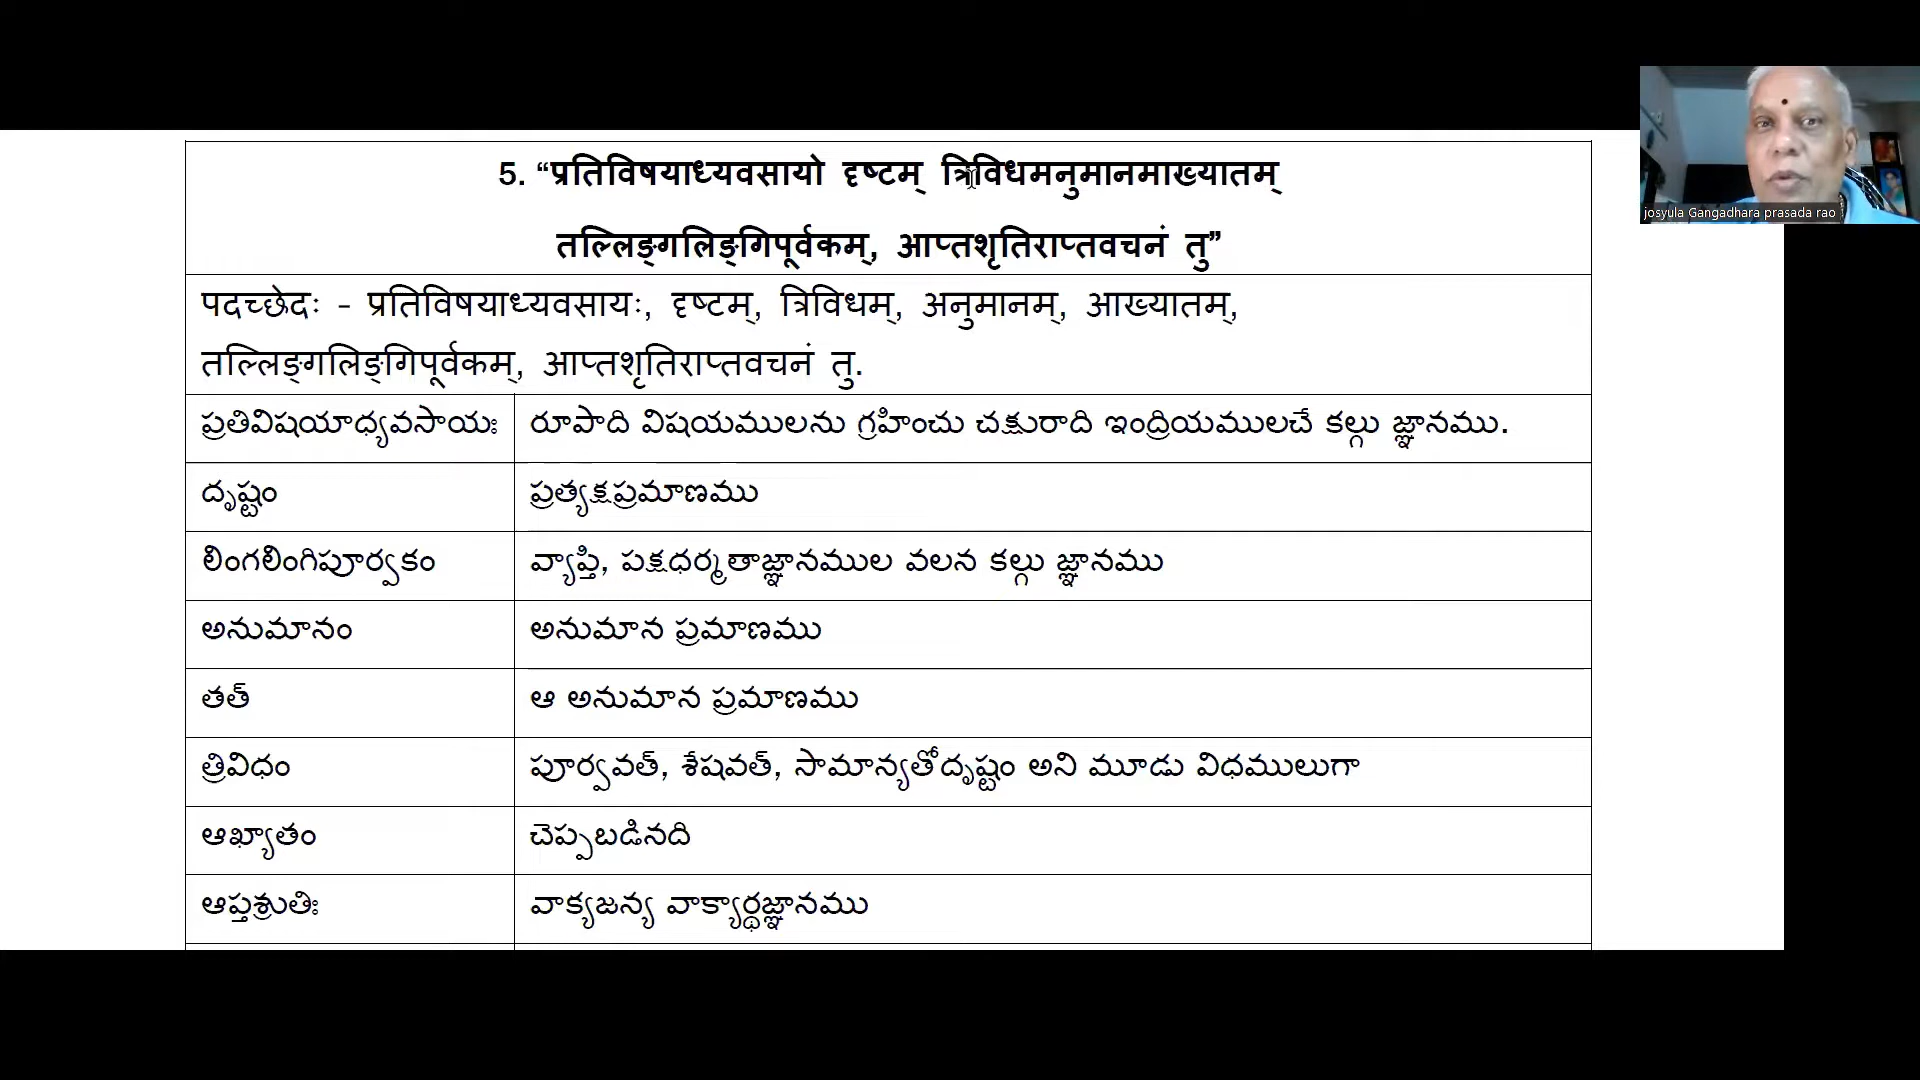 josyula Gangadhara prasada rao
5. “प्रतिविषयाध्यवसायो दृष्टम् त्रिविधमनुमानमाख्यातम्
तल्लिङ्गलिङ्गिपूर्वकम्, आप्तशृतिराप्तवचनं तु”
पदच्छेदः – प्रतिविषयाध्यवसायः, दृष्टम्, त्रिविधम्, अनुमानम्, आख्यातम्,
तल्लिङ्गलिङ्गिपूर्वकम्, आप्तशृतिराप्तवचनं तु.
ప్రతివిషయాధ్యవసాయః రూపాది విషయములను గ్రహించు చక్షురాది ఇంద్రియములచే కల్గు జ్ఞానము.
దృష్టం ప్రత్యక్షప్రమాణము
లింగలింగిపూర్వకం వ్యాప్తి, పక్షధర్మతాజ్ఞానముల వలన కల్గు జ్ఞానము
అనుమానం అనుమాన ప్రమాణము
తత్ ఆ అనుమాన ప్రమాణము
త్రివిధం పూర్వవత్, శేషవత్, సామాన్యతోదృష్టం అని మూడు విధములుగా
ఆఖ్యాతం చెప్పబడినది
ఆప్తశ్రుతిః వాక్యజన్య వాక్యార్థజ్ఞానము